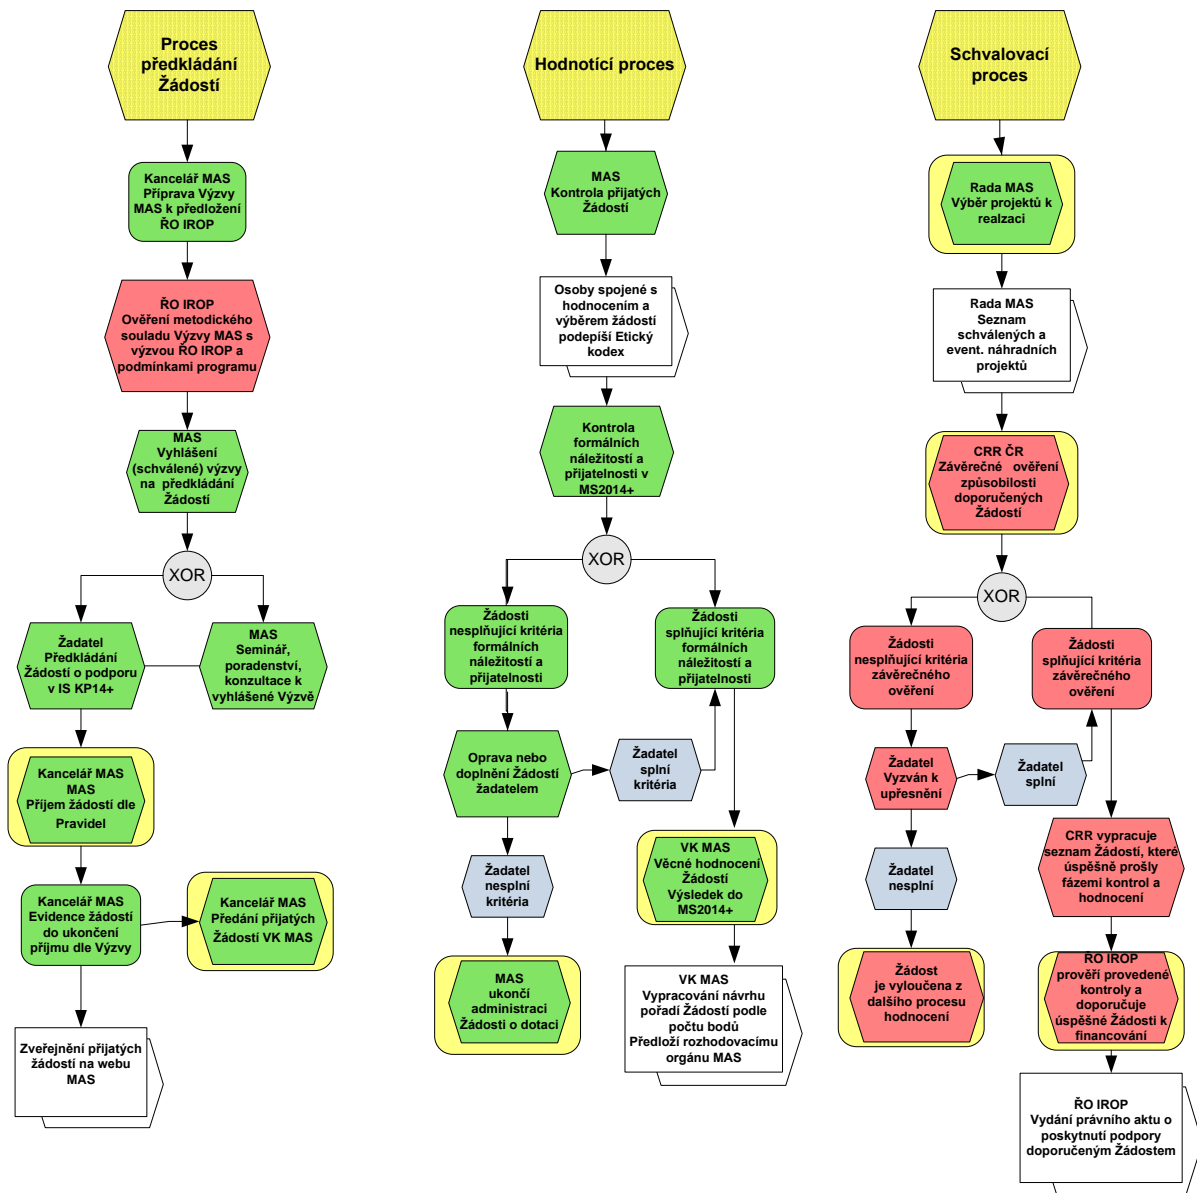 Proces
předkládání
Žádostí
Kancelář MAS
Příprava Výzvy
MAS k předložení
ŘO IROP
ŘO IROP
Ověření metodického
souladu Výzvy MAS s
výzvou ŘO IROP a
podmínkami programu
MAS
Vyhlášení
(schválené) výzvy
na předkládání
Žádostí
XOR
Žadatel
Předkládání
Žádostí o podporu
v IS KP14+
MAS
Seminář,
poradenství,
konzultace k
vyhlášené Výzvě
Kancelář MAS
MAS
Příjem žádostí dle
Pravidel
Kancelář MAS
Evidence žádostí
do ukončení
příjmu dle Výzvy
Kancelář MAS
Předání přijatých
Žádostí VK MAS
Zveřejnění přijatých
žádostí na webu
MAS
Hodnotící proces
MAS
Kontrola přijatých
Žádostí
Osoby spojené s
hodnocením a
výběrem žádostí
podepíší Etický
kodex
Kontrola
formálních
náležitostí a
přijatelnosti v
MS2014+
XOR
Žádosti
nesplňující kritéria
formálních
náležitostí a
přijatelnosti
Žádosti
splňující kritéria
formálních
náležitostí a
přijatelnosti
Oprava nebo
doplnění Žádostí
žadatelem
Žadatel
splní
kritéria
Žadatel
nesplní
kritéria
VK MAS
Věcné hodnocení
Žádostí
Výsledek do
MS2014+
MAS
ukončí
administraci
Žádosti o dotaci
VK MAS
Vypracování návrhu
pořadí Žádostí podle
počtu bodů
Předloží rozhodovacímu
orgánu MAS
Schvalovací
proces
Rada MAS
Výběr projektů k
realzaci
Rada MAS
Seznam
schválených a
event. náhradních
projektů
CRR ČR
Závěrečné ověření
způsobilosti
doporučených
Žádostí
XOR
Žádosti
nesplňující kritéria
závěrečného
ověření
Žádosti
splňující kritéria
závěrečného
ověření
Žadatel
Vyzván k
upřesnění
Žadatel
splní
Žadatel
nesplní
CRR vypracuje
seznam Žádostí, které
úspěšně prošly
fázemi kontrol a
hodnocení
Žádost
je vyloučena z
dalšího procesu
hodnocení
ŘO IROP
prověří provedené
kontroly a
doporučuje
úspěšné Žádosti k
financování
ŘO IROP
Vydání právního aktu o
poskytnutí podpory
doporučeným Žádostem